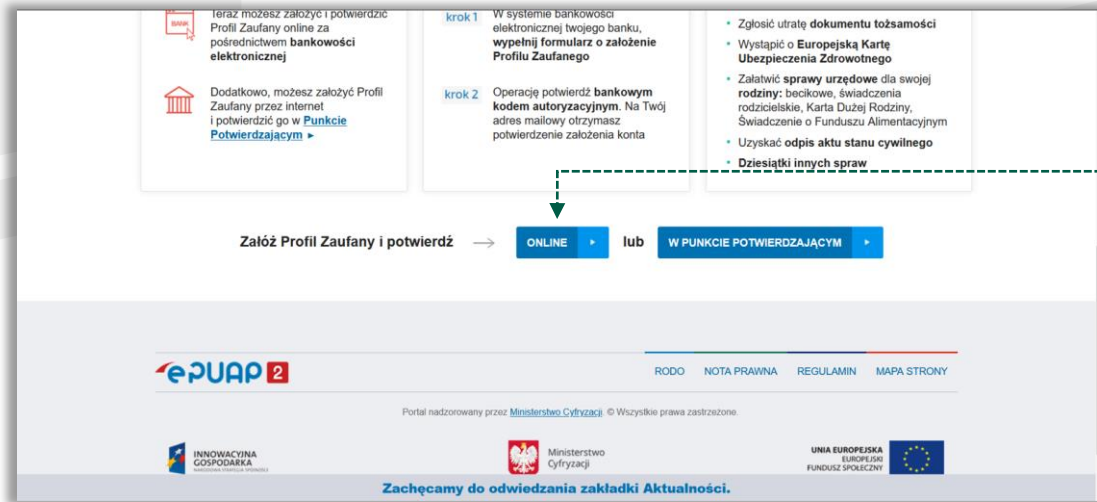 BANK
Teraz możesz założyć i potwierdzić
Profil Zaufany online za
pośrednictwem bankowości
elektronicznej
Dodatkowo, możesz założyć Profil
Zaufany przez internet
i potwierdzić go w Punkcie
Potwierdzającym ▸
krok 1
W systemie bankowości
elektronicznej twojego banku,
wypełnij formularz o założenie
Profilu Zaufanego
krok 2
Operację potwierdź bankowym
kodem autoryzacyjnym. Na Twój
adres mailowy otrzymasz
potwierdzenie założenia konta
• Zgłosić utratę dokumentu tożsamości
• Wystąpić o Europejską Kartę
Ubezpieczenia Zdrowotnego
• Załatwić sprawy urzędowe dla swojej
rodziny: becikowe, świadczenia
rodzicielskie, Karta Dużej Rodziny,
Świadczenie o Funduszu Alimentacyjnym
• Uzyskać odpis aktu stanu cywilnego
• Dziesiątki innych spraw
Załóż Profil Zaufany i potwierdź → ONLINE ▸ lub W PUNKCIE POTWIERDZAJĄCYM ▸
ePUAP 2
RODO NOTA PRAWNA REGULAMIN MAPA STRONY
Portal nadzorowany przez Ministerstwo Cyfryzacji. © Wszystkie prawa zastrzeżone.
INNOWACYJNA
GOSPODARKA
NARODOWA STRATEGIA SPÓJNOŚCI
Ministerstwo
Cyfryzacji
UNIA EUROPEJSKA
EUROPEJSKI
FUNDUSZ SPOŁECZNY
Zachęcamy do odwiedzania zakładki Aktualności.